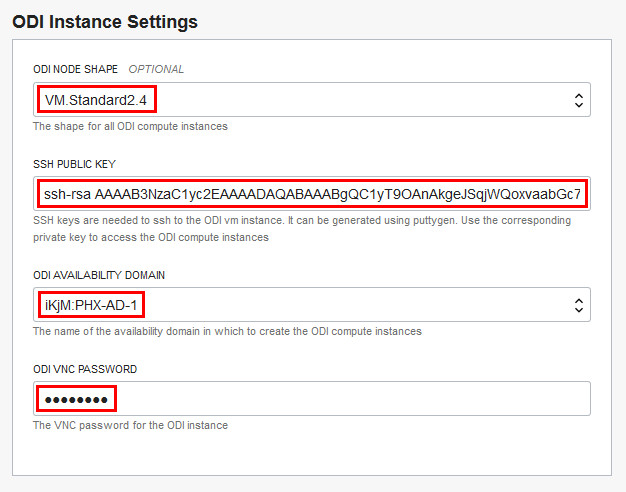 ODI Instance Settings
ODI NODE SHAPE OPTIONAL
VM.Standard2.4
The shape for all ODI compute instances
SSH PUBLIC KEY
ssh-rsa AAAAB3NzaC1yc2EAAAADAQABAAABgQC1yT9OAnAkgeJSqjWQoxvaabGc7
SSH keys are needed to ssh to the ODI vm instance. It can be generated using puttygen. Use the corresponding
private key to access the ODI compute instances
ODI AVAILABILITY DOMAIN
iKjM:PHX-AD-1
The name of the availability domain in which to create the ODI compute instances
ODI VNC PASSWORD
●●●●●●●●
The VNC password for the ODI instance